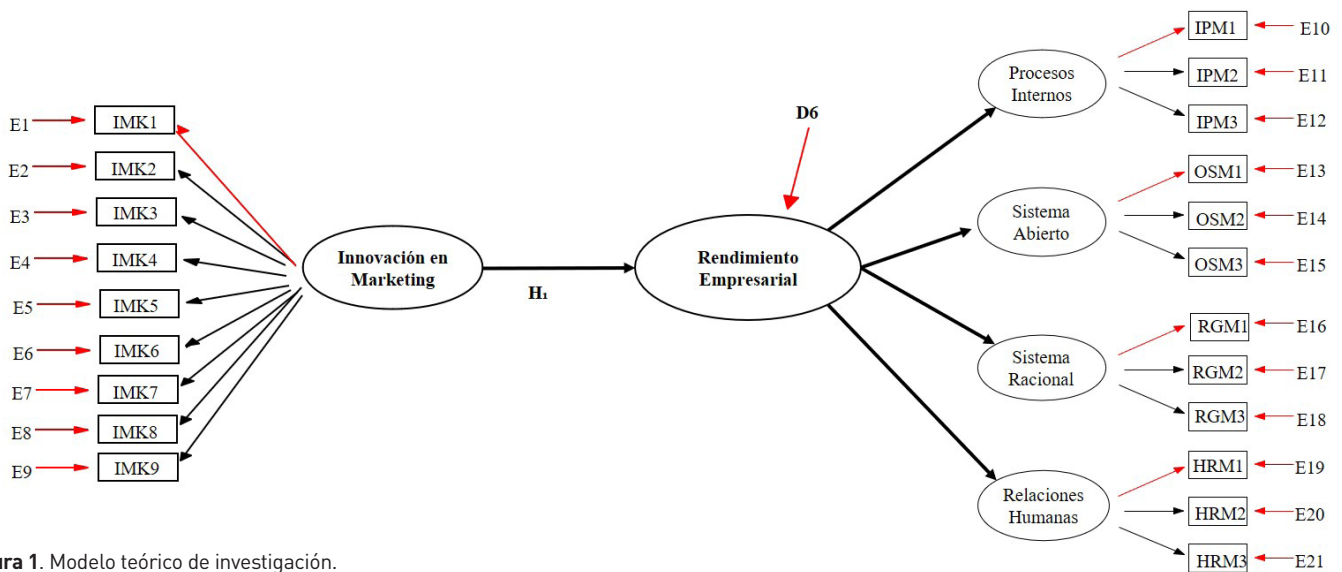 E1
IMK1
E2
IMK2
E3
IMK3
E4
IMK4
E5
IMK5
E6
IMK6
E7
IMK7
E8
IMK8
E9
IMK9
Innovación en
Marketing
H₁
D6
Rendimiento
Empresarial
Procesos
Internos
IPM1
E10
IPM2
E11
IPM3
E12
Sistema
Abierto
OSM1
E13
OSM2
E14
OSM3
E15
Sistema
Racional
RGM1
E16
RGM2
E17
RGM3
E18
Relaciones
Humanas
HRM1
E19
HRM2
E20
HRM3
E21
ura 1. Modelo teórico de investigación.